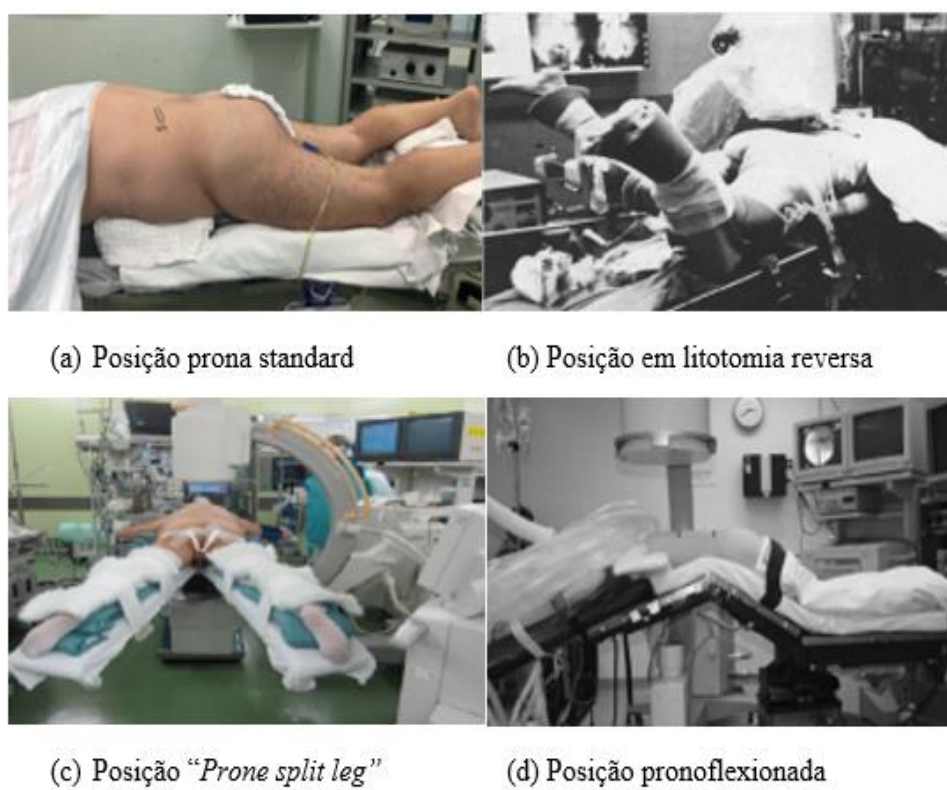 (a) Posição prona standard
(b) Posição em litotomia reversa
(c) Posição “Prone split leg”
(d) Posição pronoflexionada